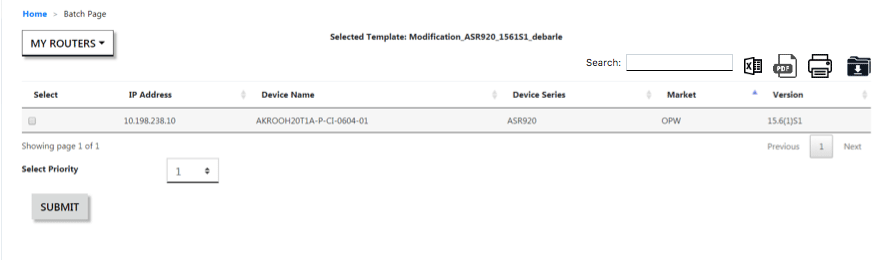 Home > Batch Page
MY ROUTERS
Selected Template: Modification_ASR920_1561S1_debarle
Search:
PDF
Select IP Address Device Name Device Series Market Version
10.198.238.10 AKROOH20T1A-P-CI-0604-01 ASR920 OPW 15.6(1)S1
Showing page 1 of 1
Previous 1 Next
Select Priority 1
SUBMIT